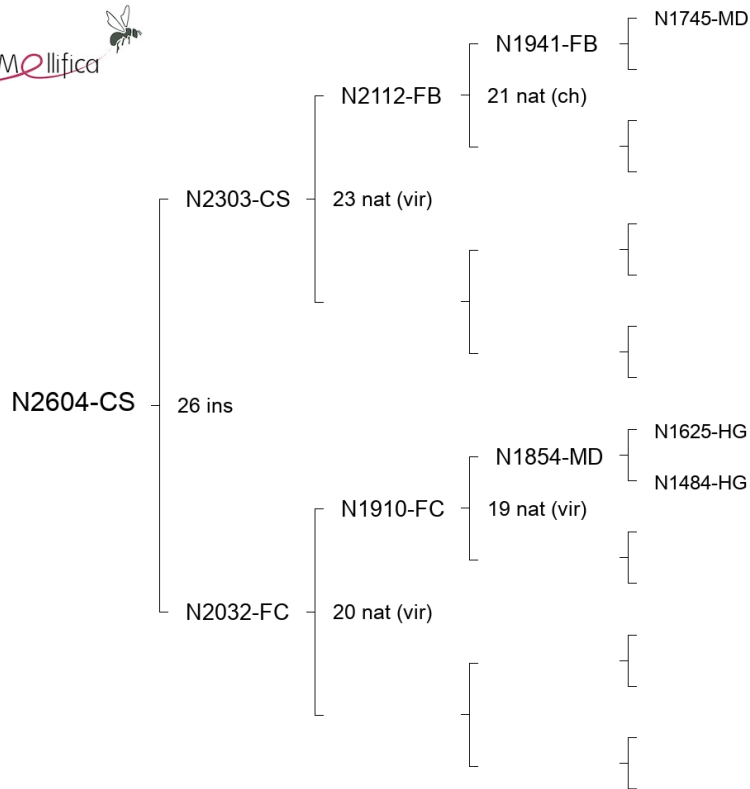 Mellifica
N1745-MD
N1941-FB
N2112-FB
21 nat (ch)
N2303-CS
23 nat (vir)
N2604-CS
26 ins
N1625-HG
N1854-MD
N1484-HG
N1910-FC
19 nat (vir)
N2032-FC
20 nat (vir)